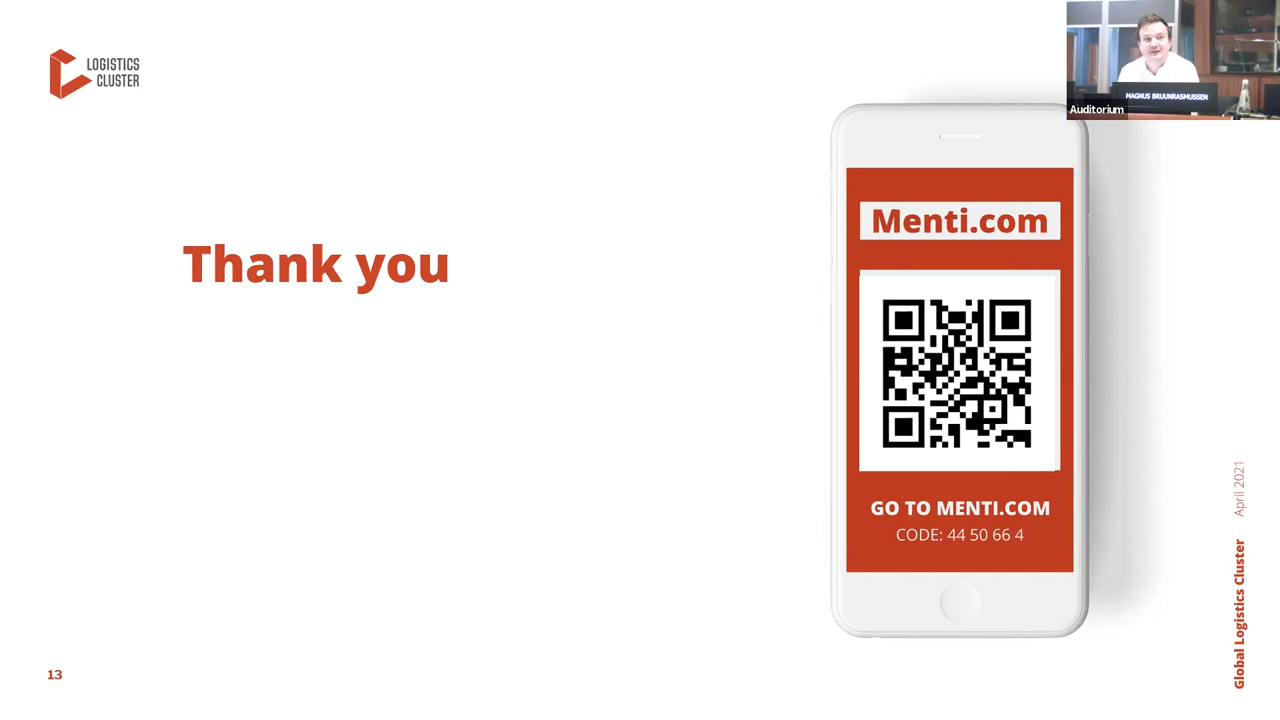 LOGISTICS
CLUSTER
Thank you
Menti.com
GO TO MENTI.COM
CODE: 44 50 66 4
MAGNUS BRUUNRASMUSSEN
Auditorium
Global Logistics Cluster April 2021
13